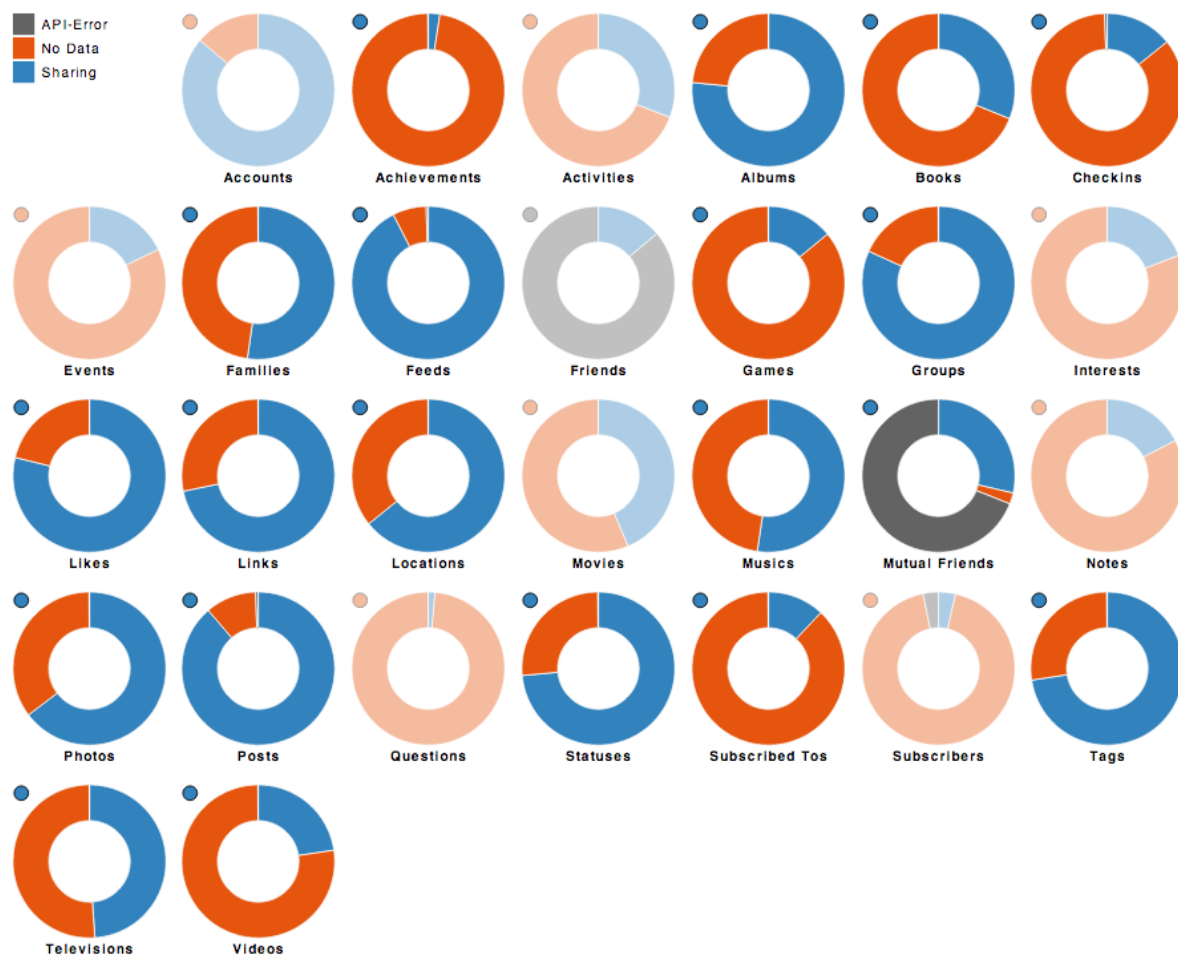 API-Error
No Data
Sharing
Accounts
Achievements
Activities
Albums
Books
Checkins
Events
Families
Feeds
Friends
Games
Groups
Interests
Likes
Links
Locations
Movies
Musics
Mutual Friends
Notes
Photos
Posts
Questions
Statuses
Subscribed Tos
Subscribers
Tags
Televisions
Videos